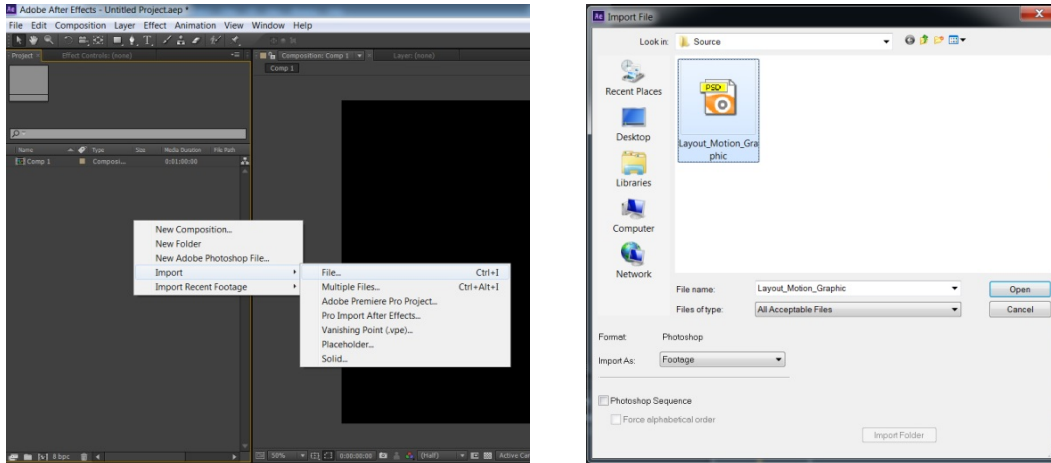 Adobe After Effects - Untitled Project.aep *
File Edit Composition Layer Effect Animation View Window Help
Project
Effect Controls: (none)
Composition: Comp 1
Layer: (none)
Comp 1
Name Type Size Media Duration File Path
Comp 1 Composi... 0:01:00:00
New Composition...
New Folder
New Adobe Photoshop File...
Import
Import Recent Footage
File... Ctrl+I
Multiple Files... Ctrl+Alt+I
Adobe Premiere Pro Project...
Pro Import After Effects...
Vanishing Point (.vpe)...
Placeholder...
Solid...
8 bpc
50% 0:00:00:00 (Half) Active Cam
Import File
Look in: Source
Recent Places
Desktop
Libraries
Computer
Network
PSD
Layout_Motion_Gra
phic
File name: Layout_Motion_Graphic Open
Files of type: All Acceptable Files Cancel
Format: Photoshop
Import As: Footage
Photoshop Sequence
Force alphabetical order
Import Folder